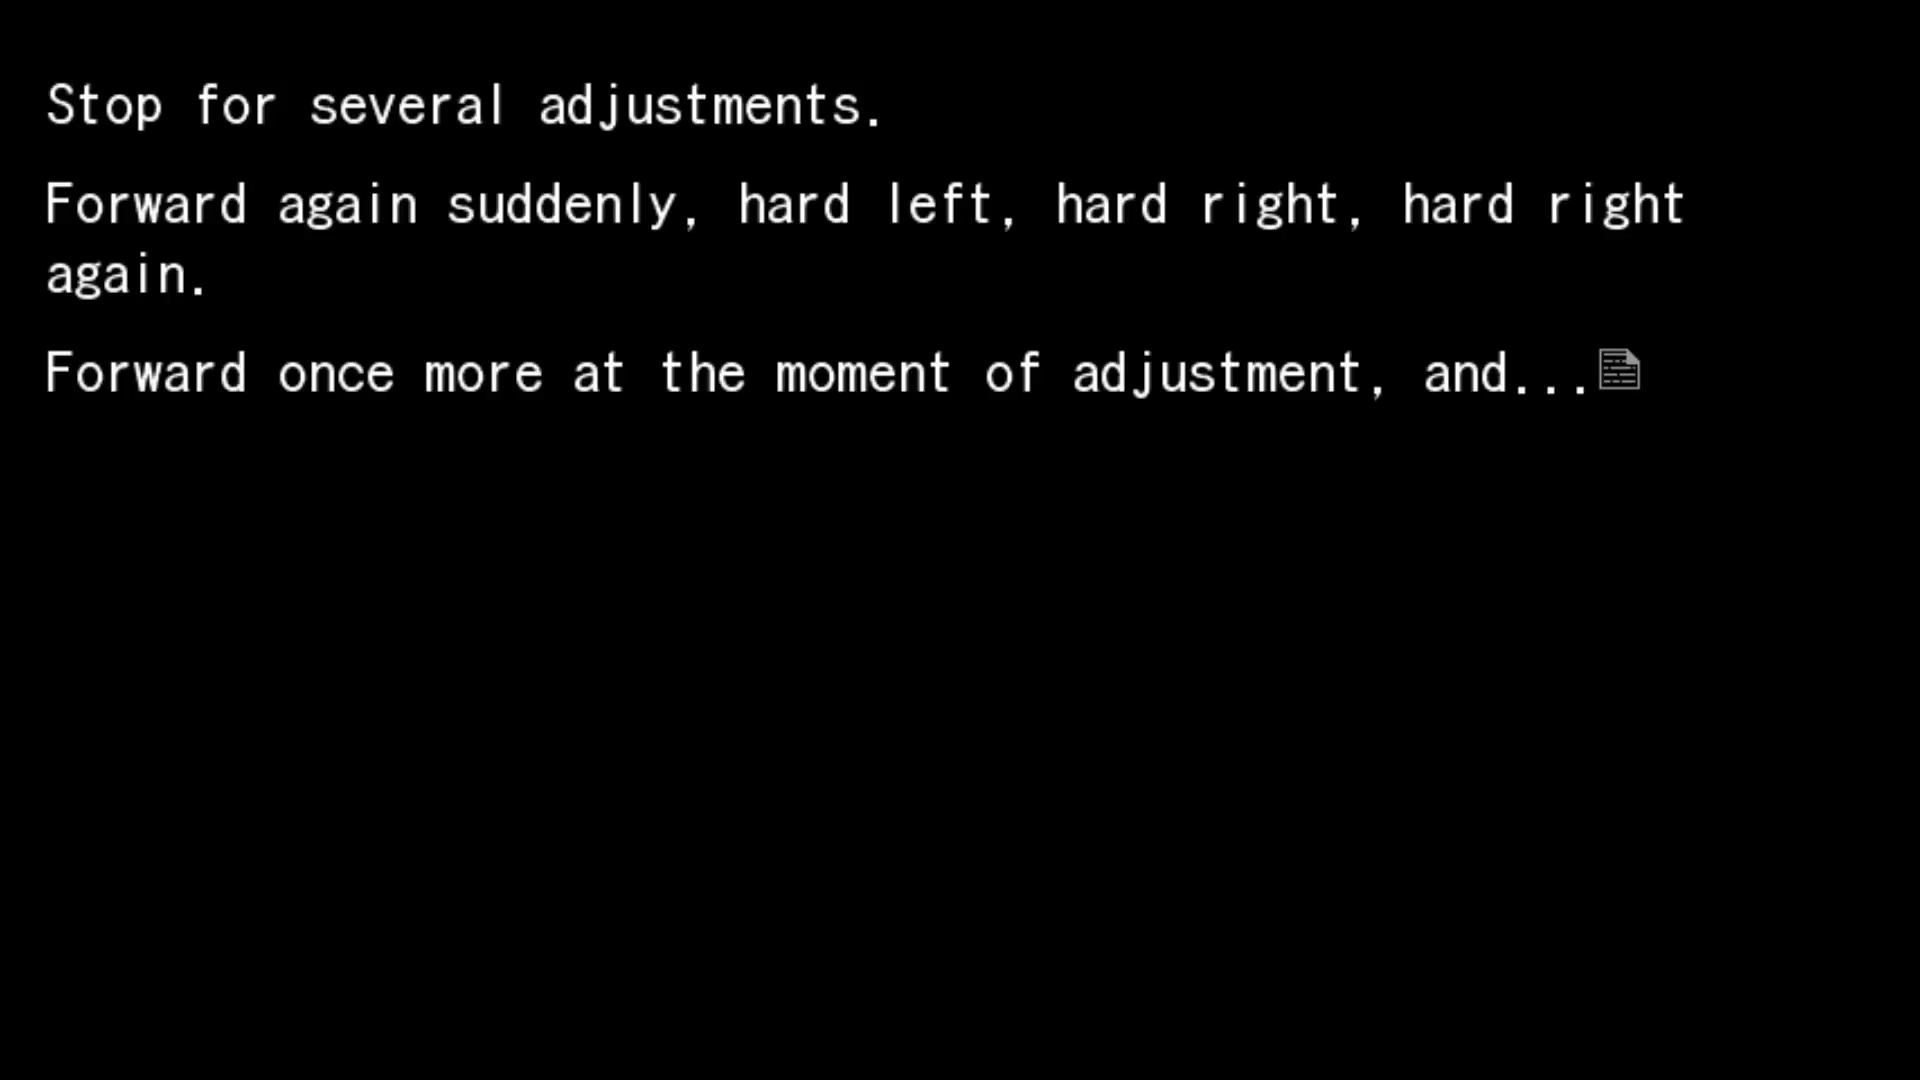 Stop for several adjustments.
Forward again suddenly, hard left, hard right, hard right
again.
Forward once more at the moment of adjustment, and...